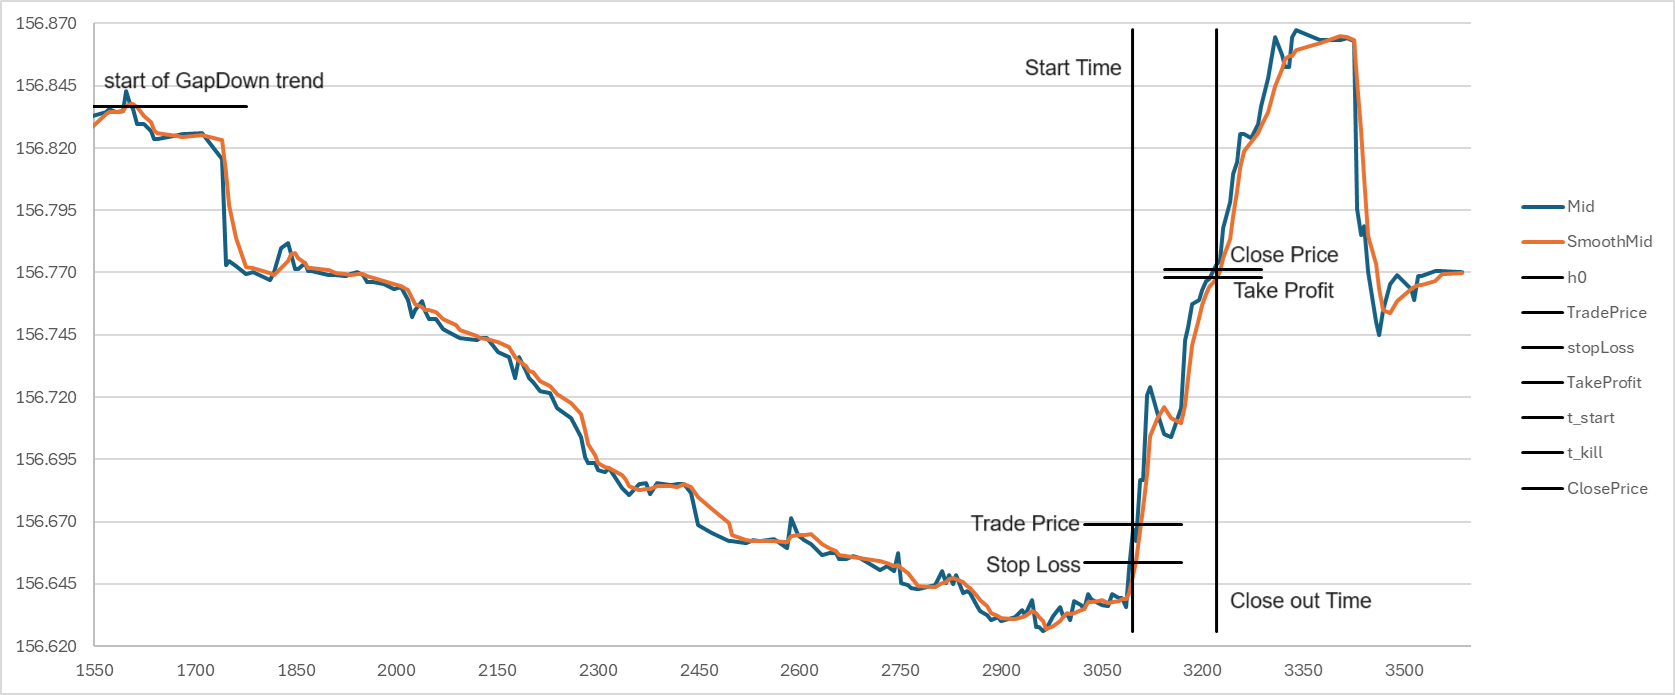 156.870
156.845
156.820
156.795
156.770
156.745
156.720
156.695
156.670
156.645
156.620
start of GapDown trend
Start Time
Close Price
Take Profit
Trade Price
Stop Loss
Close out Time
1550 1700 1850 2000 2150 2300 2450 2600 2750 2900 3050 3200 3350 3500
Mid
SmoothMid
h0
TradePrice
stopLoss
TakeProfit
t_start
t_kill
ClosePrice